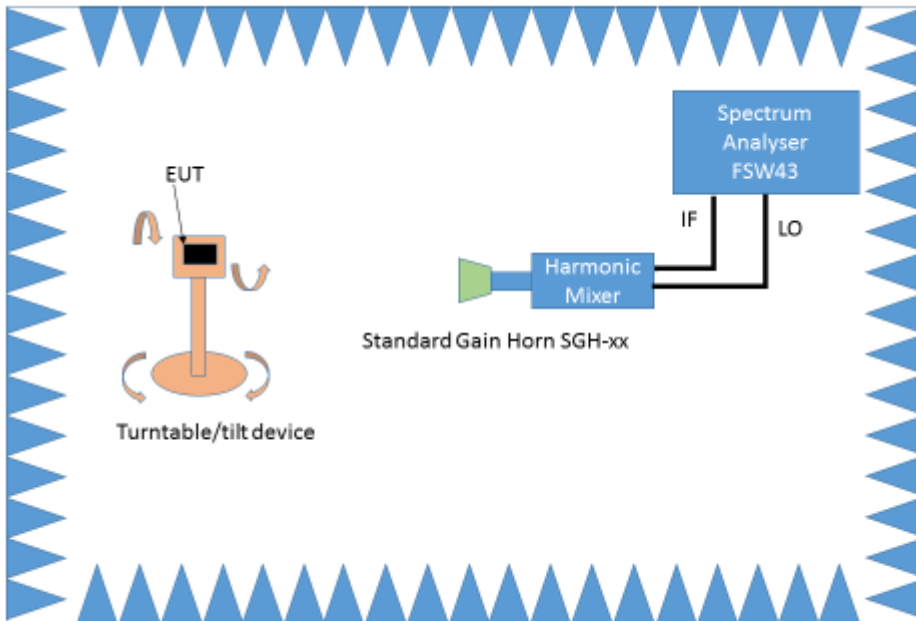 Spectrum
Analyser
FSW43
EUT
IF
LO
Harmonic
Mixer
Standard Gain Horn SGH-xx
Turntable/tilt device